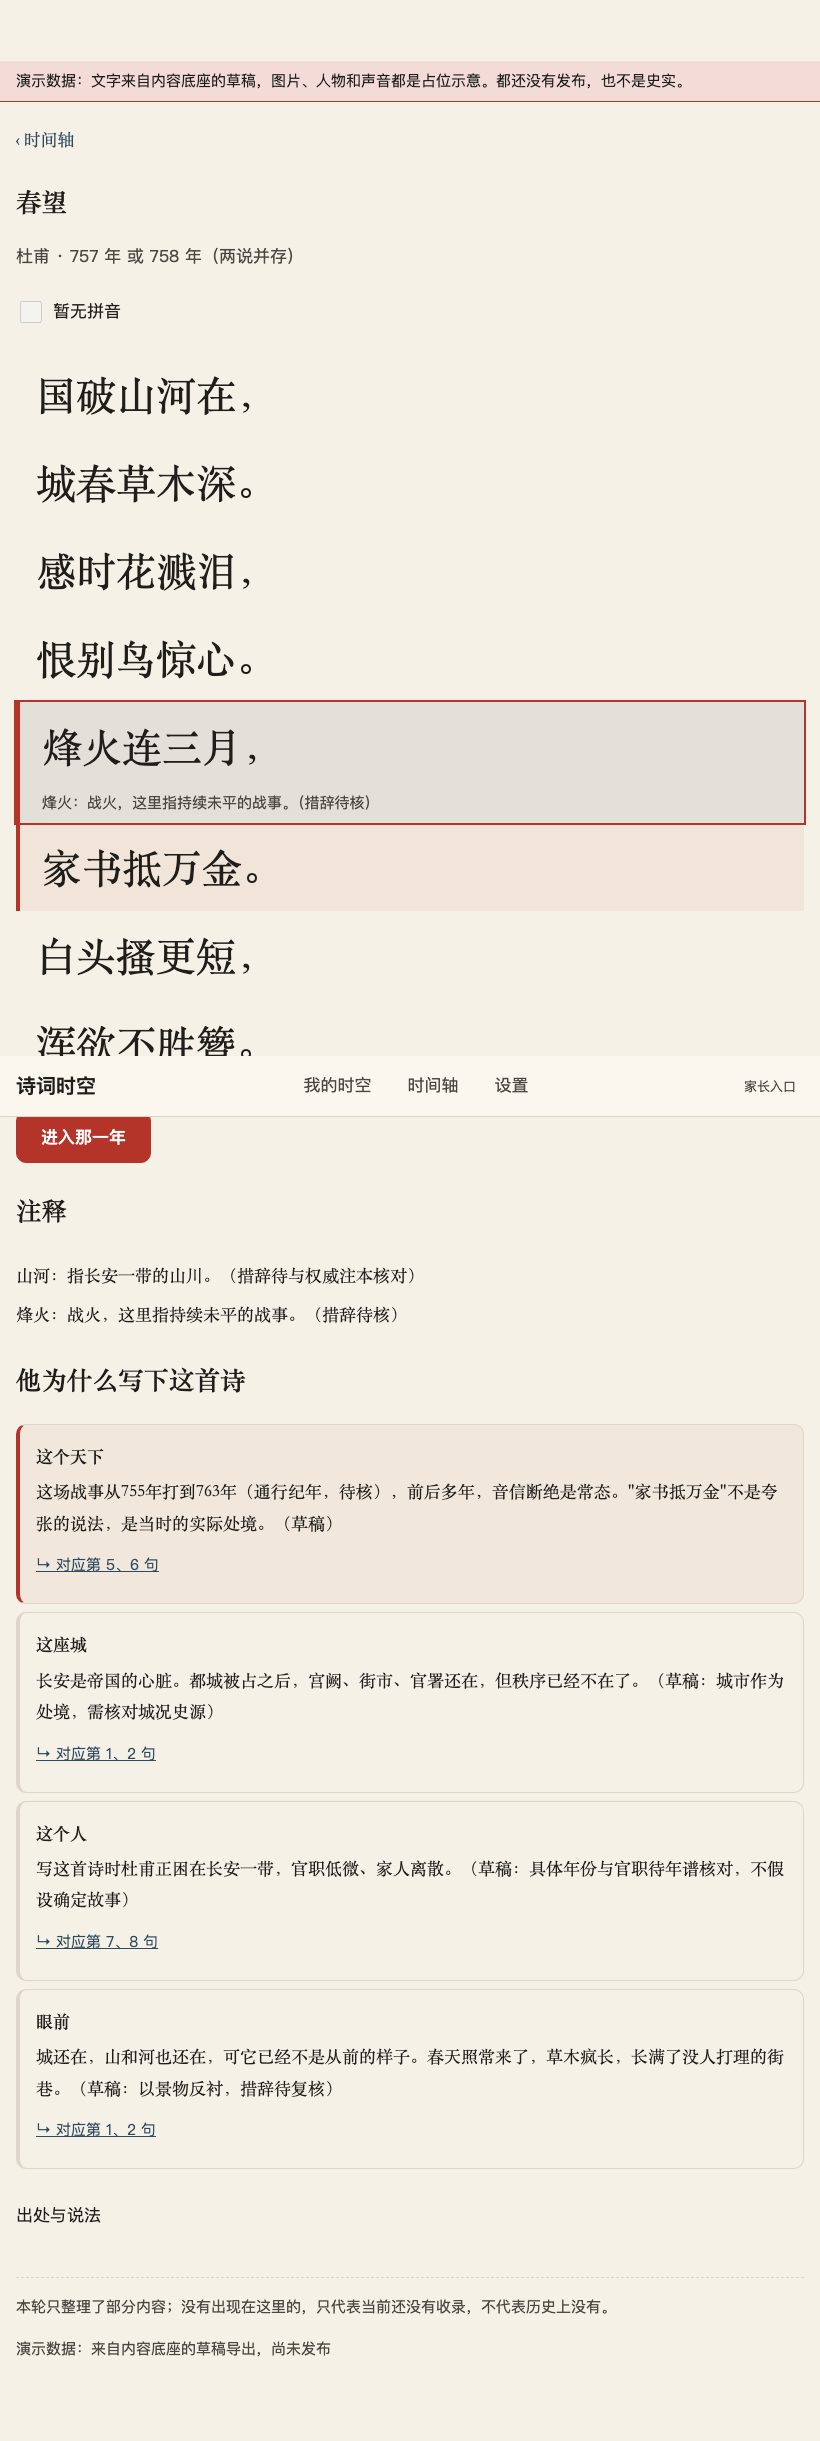 演示数据：文字来自内容底座的草稿，图片、人物和声音都是占位示意。都还没有发布，也不是史实。
‹ 时间轴
春望
杜甫 · 757 年 或 758 年（两说并存）
暂无拼音
国破山河在，
城春草木深。
感时花溅泪，
恨别鸟惊心。
烽火连三月，
烽火：战火，这里指持续未平的战事。（措辞待核）
家书抵万金。
白头搔更短，
浑欲不胜簪。
诗词时空 我的时空 时间轴 设置 家长入口
进入那一年
注释
山河：指长安一带的山川。（措辞待与权威注本核对）
烽火：战火，这里指持续未平的战事。（措辞待核）
他为什么写下这首诗
这个天下
这场战事从755年打到763年（通行纪年，待核），前后多年，音信断绝是常态。"家书抵万金"不是夸
张的说法，是当时的实际处境。（草稿）
↳ 对应第 5、6 句
这座城
长安是帝国的心脏。都城被占之后，宫阙、街市、官署还在，但秩序已经不在了。（草稿：城市作为
处境，需核对城况史源）
↳ 对应第 1、2 句
这个人
写这首诗时杜甫正困在长安一带，官职低微、家人离散。（草稿：具体年份与官职待年谱核对，不假
设确定故事）
↳ 对应第 7、8 句
眼前
城还在，山和河也还在，可它已经不是从前的样子。春天照常来了，草木疯长，长满了没人打理的街
巷。（草稿：以景物反衬，措辞待复核）
↳ 对应第 1、2 句
出处与说法
本轮只整理了部分内容；没有出现在这里的，只代表当前还没有收录，不代表历史上没有。
演示数据：来自内容底座的草稿导出，尚未发布